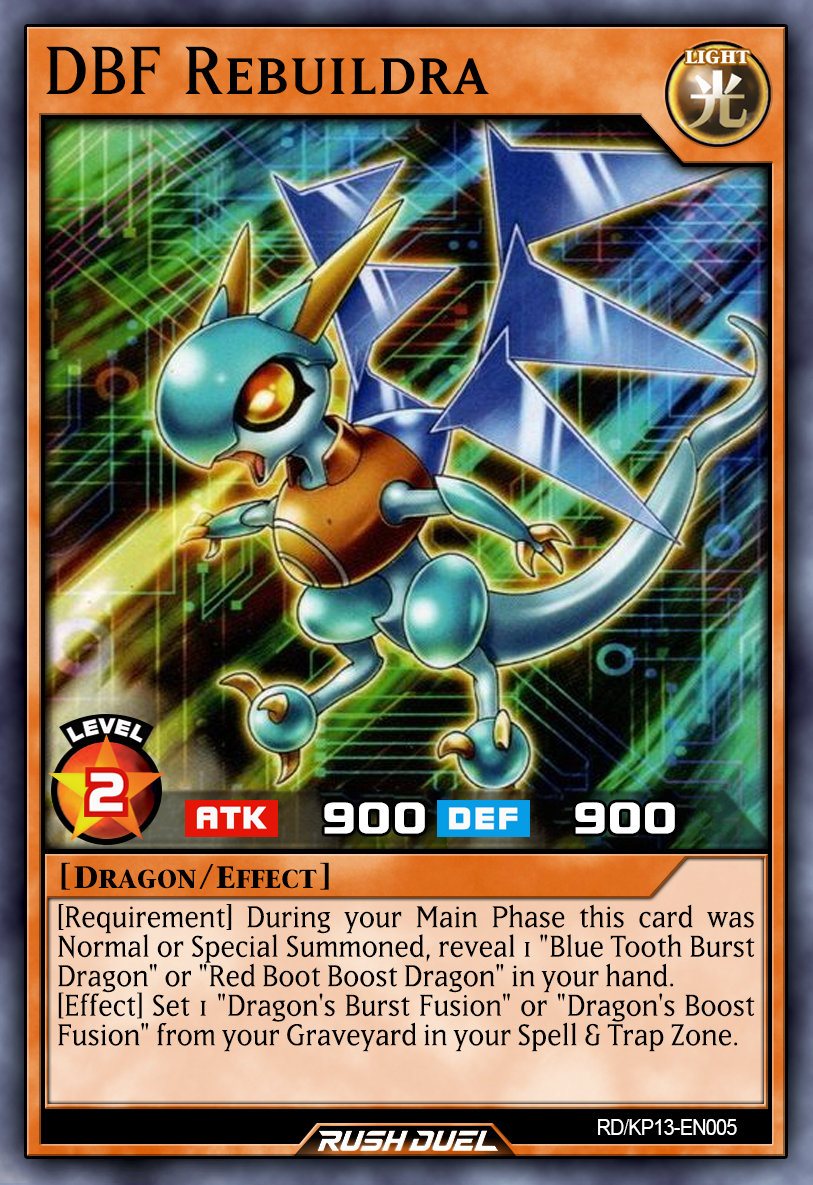 DBF Rebuildra
LIGHT
光
LEVEL
2
ATK 900 DEF 900
[Dragon/Effect]
[Requirement] During your Main Phase this card was
Normal or Special Summoned, reveal 1 "Blue Tooth Burst
Dragon" or "Red Boot Boost Dragon" in your hand.
[Effect] Set 1 "Dragon's Burst Fusion" or "Dragon's Boost
Fusion" from your Graveyard in your Spell & Trap Zone.
RD/KP13-EN005
RUSH DUEL